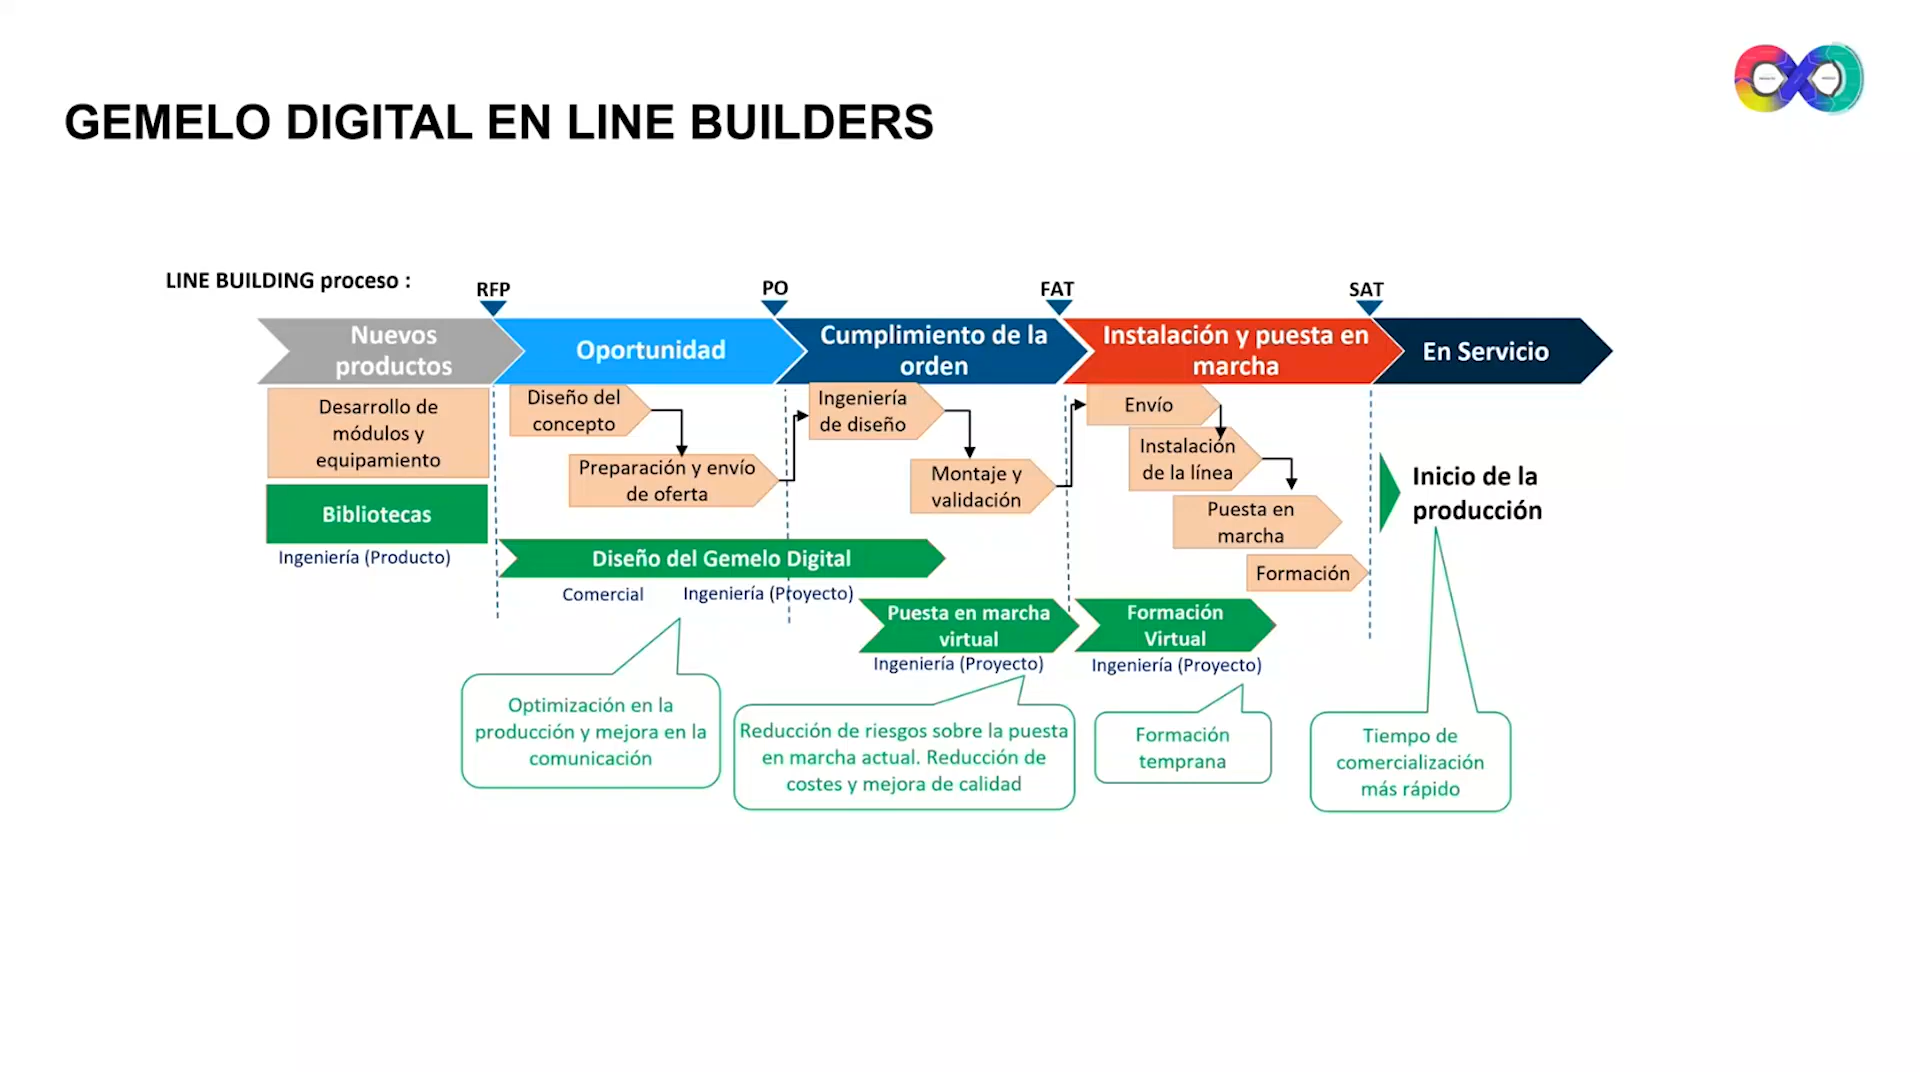 GEMELO DIGITAL EN LINE BUILDERS
LINE BUILDING proceso :
RFP
PO
FAT
SAT
Nuevos
productos
Oportunidad
Cumplimiento de la
orden
Instalación y puesta en
marcha
En Servicio
Desarrollo de
módulos y
equipamiento
Bibliotecas
Ingeniería (Producto)
Diseño del
concepto
Preparación y envío
de oferta
Ingeniería
de diseño
Montaje y
validación
Envío
Instalación
de la línea
Puesta en
marcha
Formación
Inicio de la
producción
Diseño del Gemelo Digital
Comercial
Ingeniería (Proyecto)
Puesta en marcha
virtual
Ingeniería (Proyecto)
Formación
Virtual
Ingeniería (Proyecto)
Optimización en la
producción y mejora en la
comunicación
Reducción de riesgos sobre la puesta
en marcha actual. Reducción de
costes y mejora de calidad
Formación
temprana
Tiempo de
comercialización
más rápido